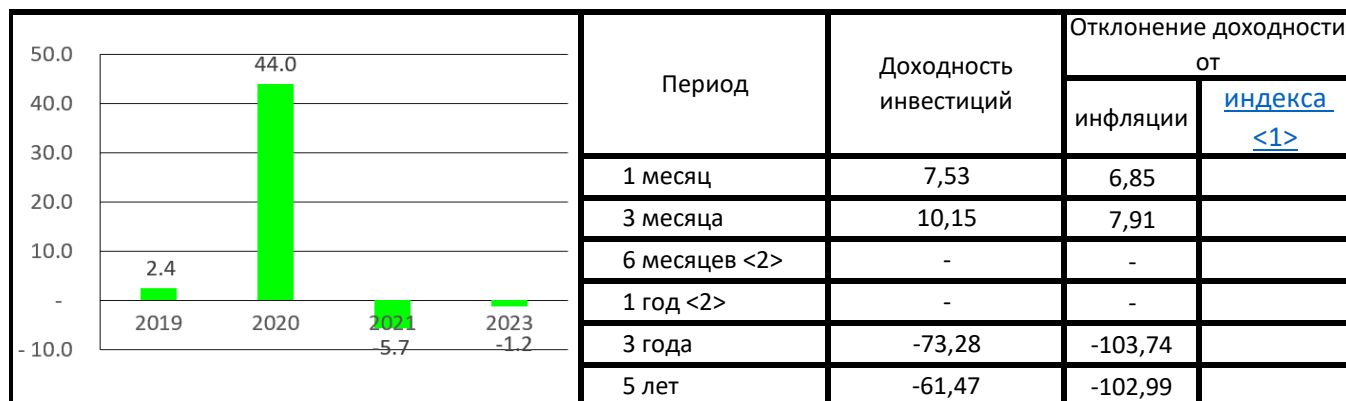 50.0
40.0
30.0
20.0
10.0
-
- 10.0
2.4
44.0
-5.7
-1.2
2019 2020 2021 2023
Период
Доходность
инвестиций
Отклонение доходности
от
инфляции
индекса
<1>
1 месяц 7,53 6,85
3 месяца 10,15 7,91
6 месяцев <2> - -
1 год <2> - -
3 года -73,28 -103,74
5 лет -61,47 -102,99